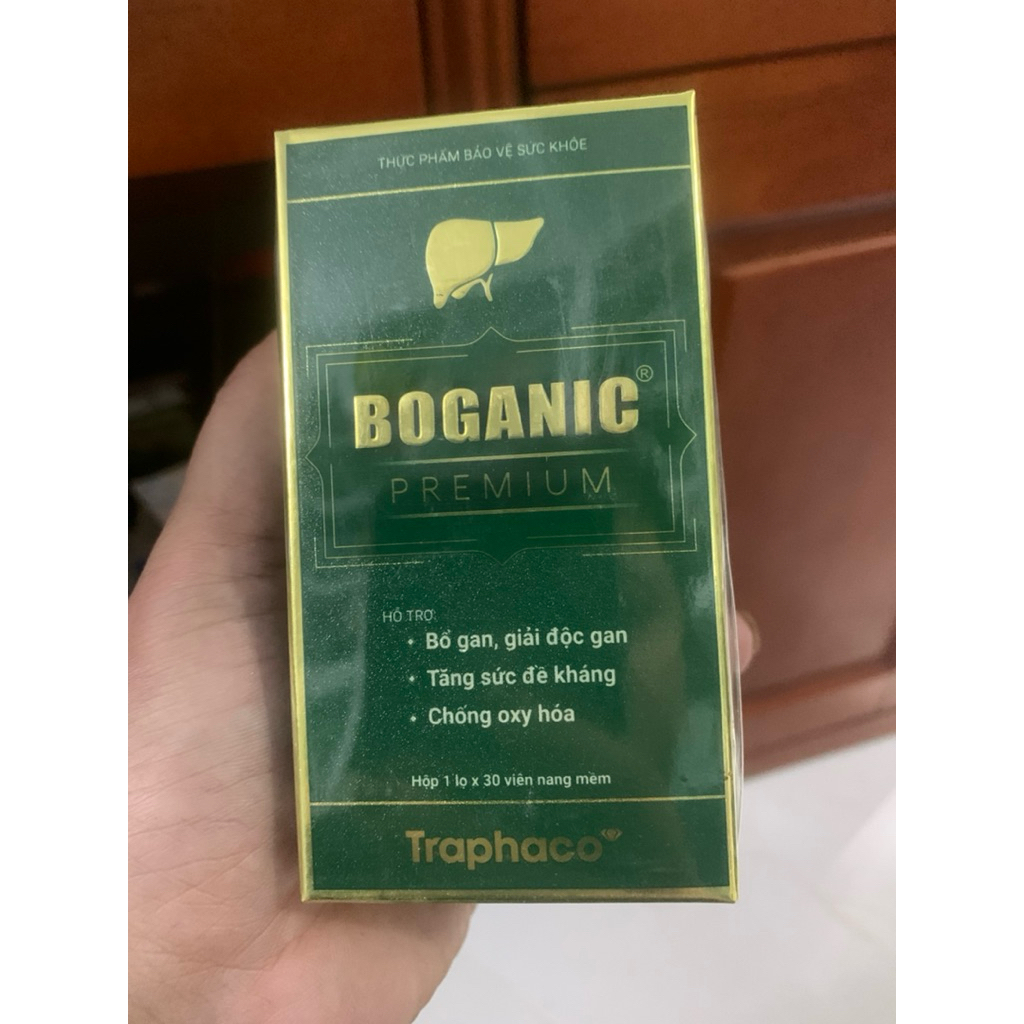 THỰC PHẨM BẢO VỆ SỨC KHỎE
BOGANIC®
PREMIUM
HỖ TRỢ:
• Bổ gan, giải độc gan
• Tăng sức đề kháng
• Chống oxy hóa
Hộp 1 lọ x 30 viên nang mềm
Traphaco